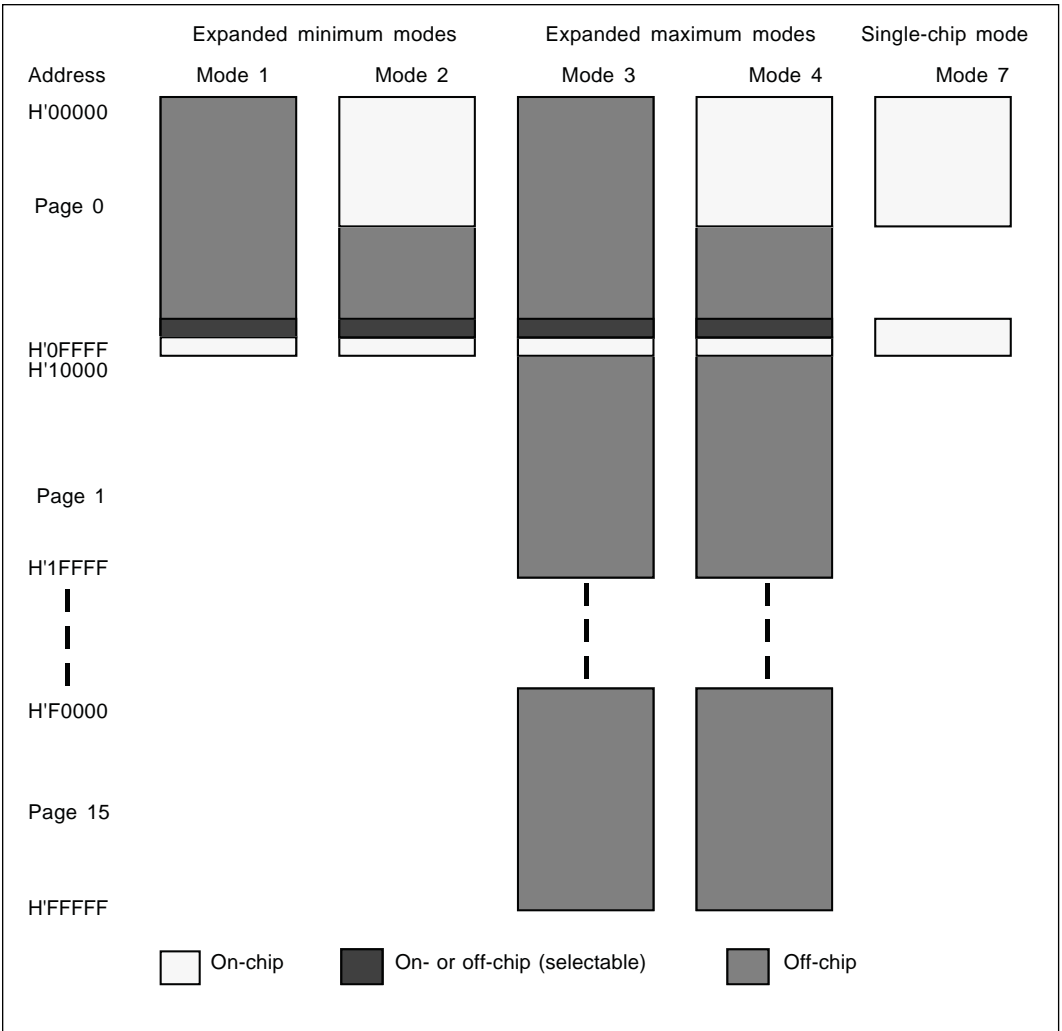 Expanded minimum modes Expanded maximum modes Single-chip mode
Address Mode 1 Mode 2 Mode 3 Mode 4 Mode 7
H'00000
Page 0
H'0FFFF
H'10000
Page 1
H'1FFFF
H'F0000
Page 15
H'FFFFF
On-chip On- or off-chip (selectable) Off-chip